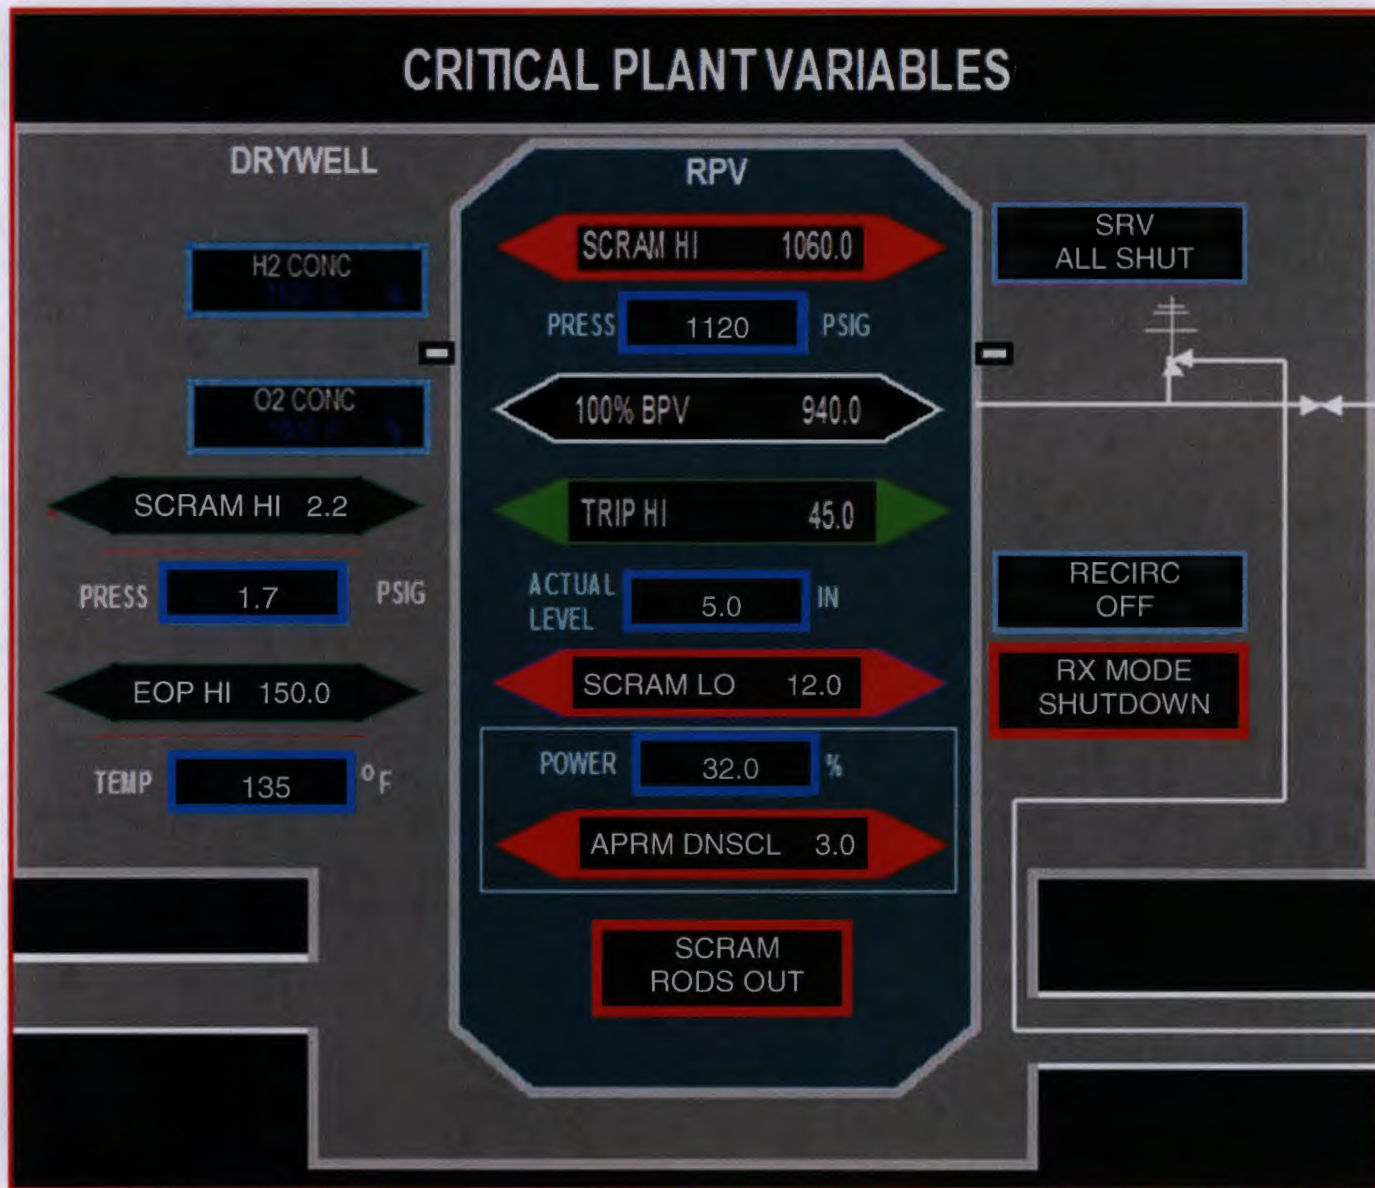 CRITICAL PLANT VARIABLES
DRYWELL
H2 CONC
O2 CONC
SCRAM HI 2.2
PRESS 1.7 PSIG
EOP HI 150.0
TEMP 135 °F
RPV
SCRAM HI 1060.0
PRESS 1120 PSIG
100% BPV 940.0
TRIP HI 45.0
ACTUAL
LEVEL 5.0 IN
SCRAM LO 12.0
POWER 32.0 %
APRM DNSCL 3.0
SCRAM
RODS OUT
SRV
ALL SHUT
RECIRC
OFF
RX MODE
SHUTDOWN